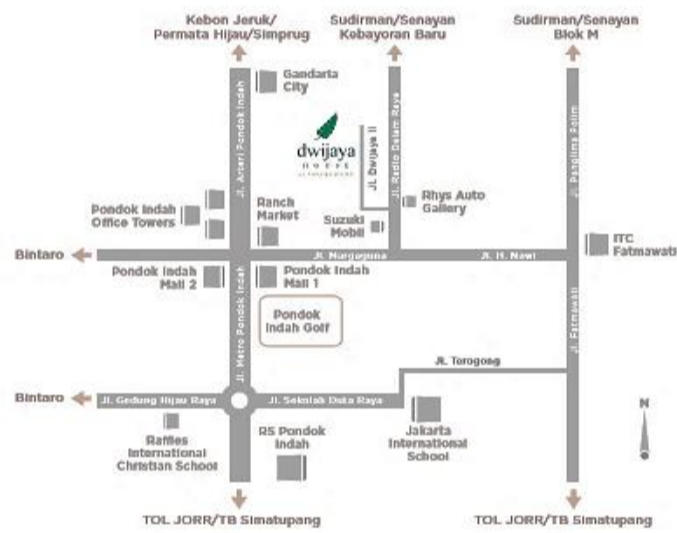 Kebon Jeruk/
Permata Hijau/Simprug
Sudirman/Senayan
Kebayoran Baru
Sudirman/Senayan
Blok M
Gandaria
City
Jl. Arteri Pondok Indah
dwijaya
HOUSE
Jl. Dwijaya II
Jl. Radio Dalam Raya
Jl. Panglima Polim
Pondok Indah
Office Towers
Ranch
Market
Suzuki
Mobil
Rhys Auto
Gallery
Bintaro
Jl. Margaguna
Jl. H. Nawi
ITC
Fatmawati
Pondok Indah
Mall 2
Pondok Indah
Mall 1
Jl. Metro Pondok Indah
Pondok
Indah Golf
Jl. Fatmawati
Jl. Terogong
Bintaro
Jl. Gedung Hijau Raya
Jl. Sekolah Duta Raya
N
Raffles
International
Christian School
RS Pondok
Indah
Jakarta
International
School
TOL JORR/TB Simatupang
TOL JORR/TB Simatupang